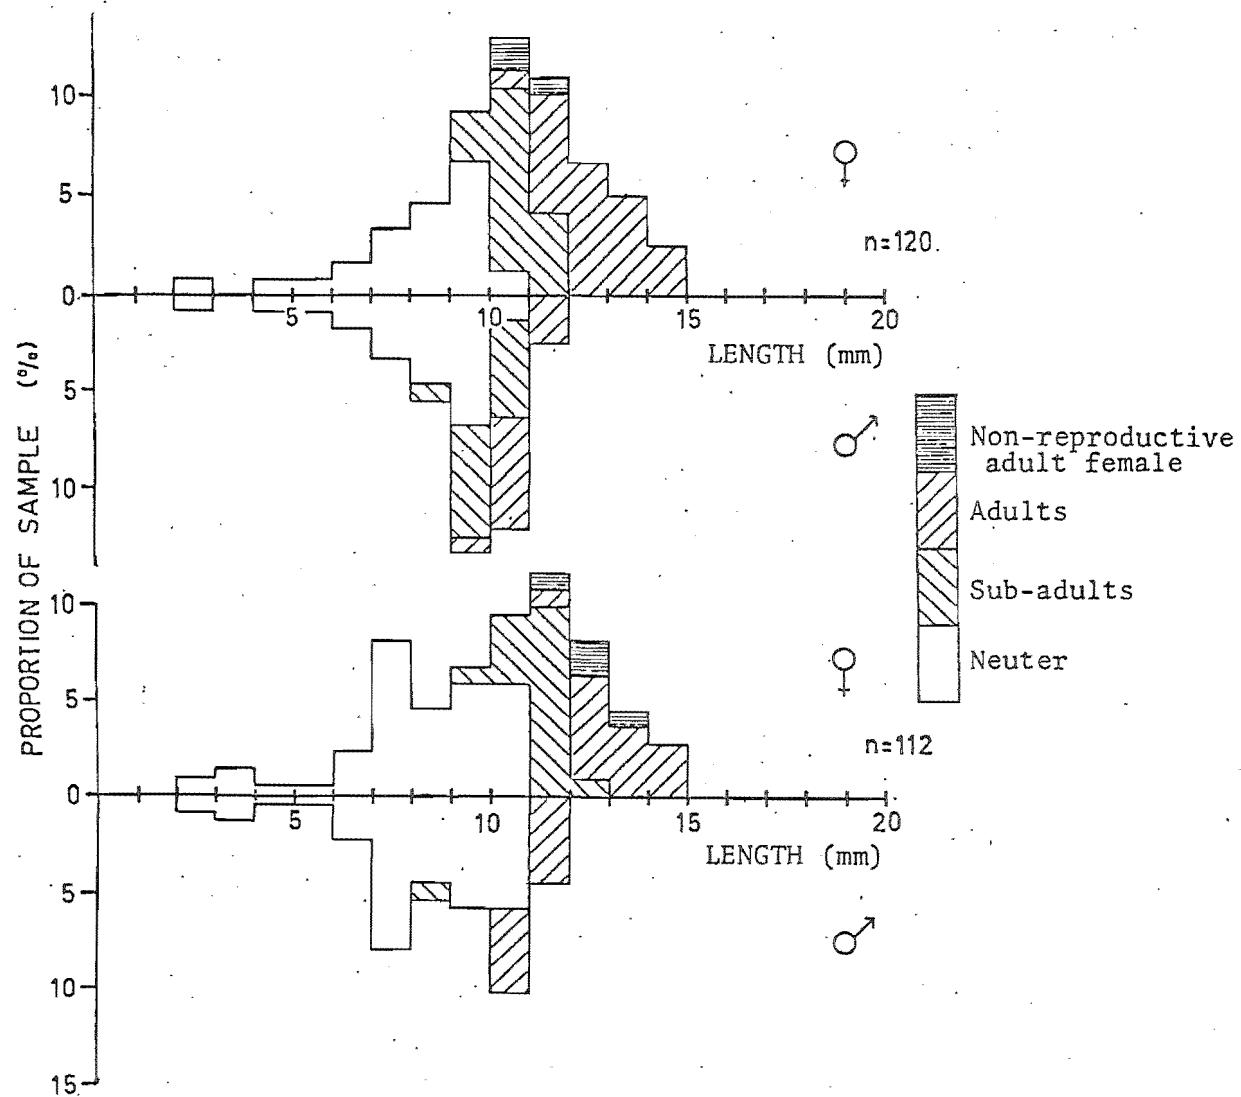 PROPORTION OF SAMPLE (%)
10
5
0
5
10
5
10
15
20
LENGTH (mm)
♀
n=120.
♂
Non-reproductive
adult female
Adults
Sub-adults
Neuter
10
5
0
5
10
15
5
10
15
20
LENGTH (mm)
♀
n=112
♂